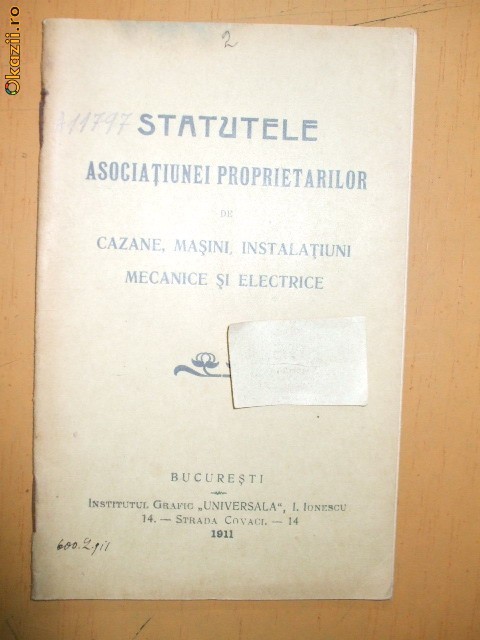 Okazii.ro
2
A11797 STATUTELE
ASOCIAȚIUNEI PROPRIETARILOR
DE
CAZANE, MAȘINI, INSTALAȚIUNI
MECANICE ȘI ELECTRICE
BUCUREȘTI
INSTITUTUL GRAFIC „UNIVERSALA“, I. IONESCU
14. — STRADA COVACI. — 14
1911